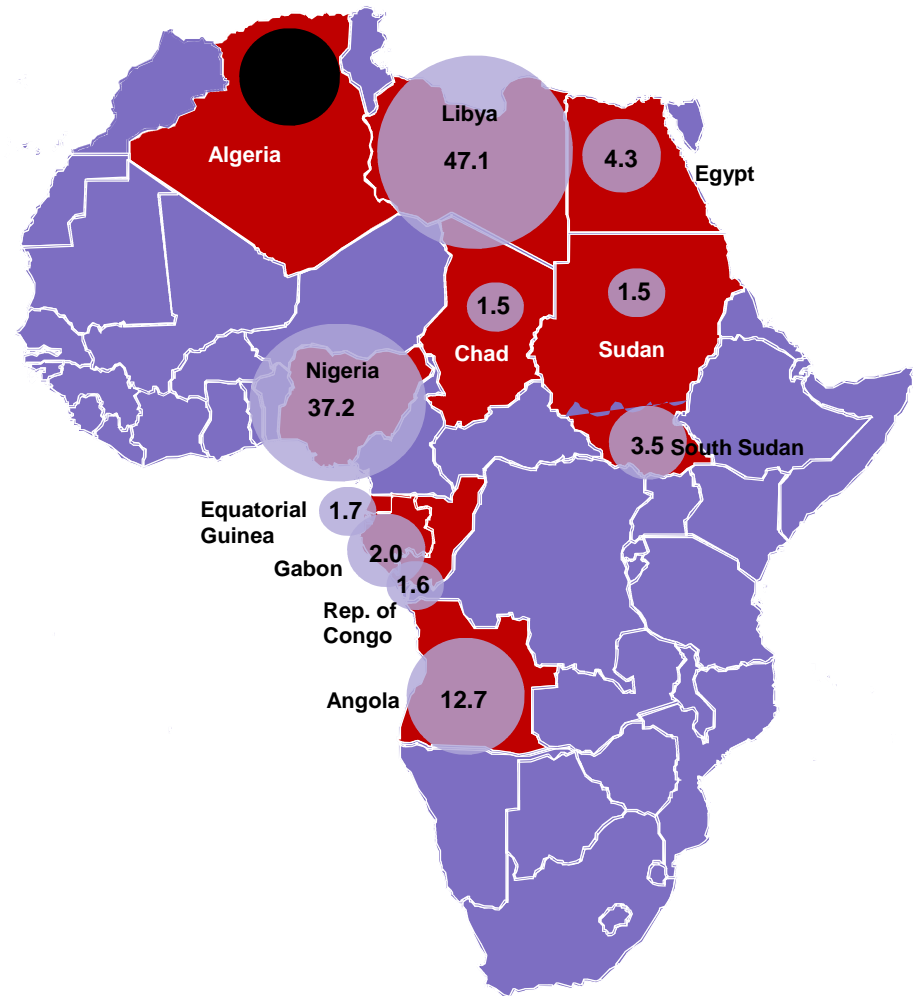 Libya
47.1
Algeria
4.3
Egypt
1.5
Chad
1.5
Sudan
Nigeria
37.2
3.5 South Sudan
Equatorial
Guinea
1.7
2.0
Gabon
1.6
Rep. of
Congo
Angola
12.7